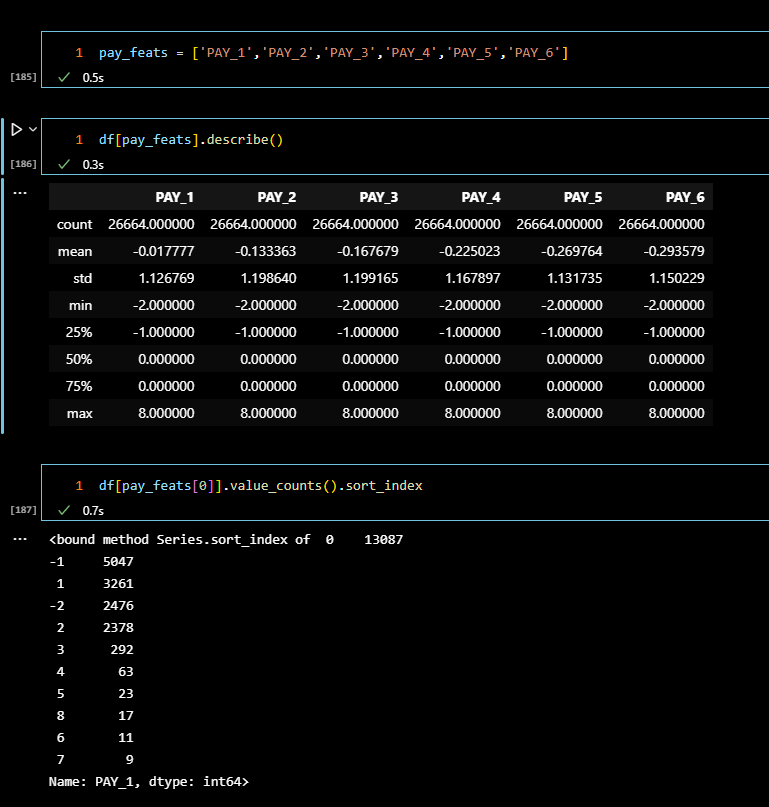 1 pay_feats = ['PAY_1','PAY_2','PAY_3','PAY_4','PAY_5','PAY_6']
[185] ✓ 0.5s
1 df[pay_feats].describe()
[186] ✓ 0.3s
...
PAY_1 PAY_2 PAY_3 PAY_4 PAY_5 PAY_6
count 26664.000000 26664.000000 26664.000000 26664.000000 26664.000000 26664.000000
mean -0.017777 -0.133363 -0.167679 -0.225023 -0.269764 -0.293579
std 1.126769 1.198640 1.199165 1.167897 1.131735 1.150229
min -2.000000 -2.000000 -2.000000 -2.000000 -2.000000 -2.000000
25% -1.000000 -1.000000 -1.000000 -1.000000 -1.000000 -1.000000
50% 0.000000 0.000000 0.000000 0.000000 0.000000 0.000000
75% 0.000000 0.000000 0.000000 0.000000 0.000000 0.000000
max 8.000000 8.000000 8.000000 8.000000 8.000000 8.000000
1 df[pay_feats[0]].value_counts().sort_index
[187] ✓ 0.7s
...
<bound method Series.sort_index of  0    13087
-1     5047
 1     3261
-2     2476
 2     2378
 3      292
 4       63
 5       23
 8       17
 6       11
 7        9
Name: PAY_1, dtype: int64>